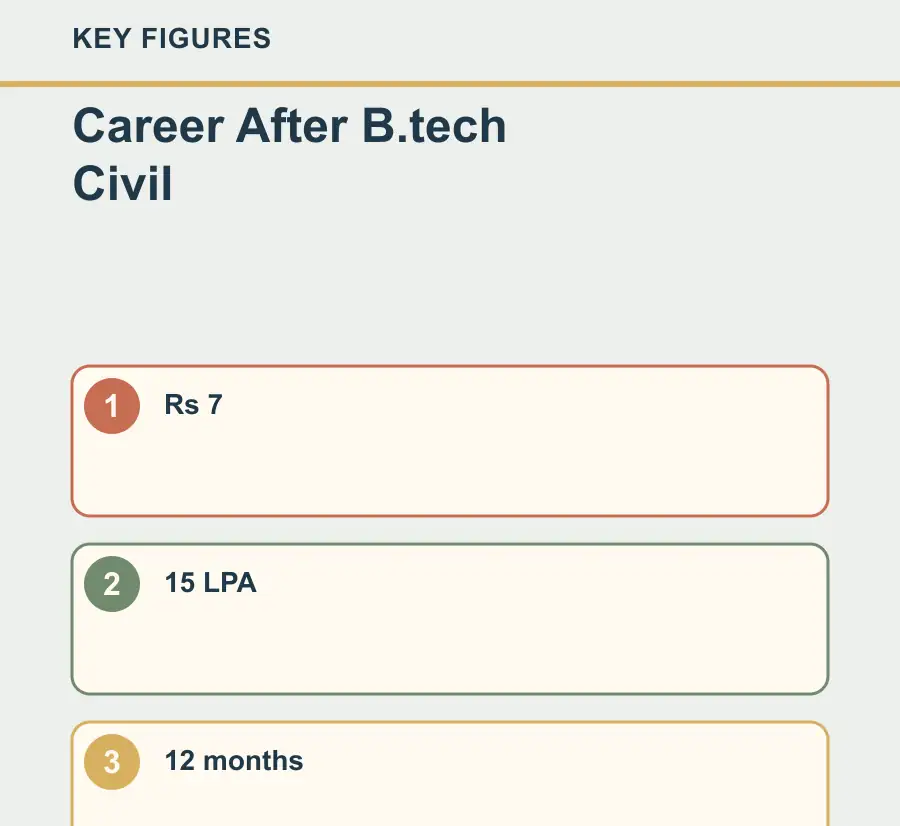 KEY FIGURES
Career After B.tech
Civil
1
Rs 7
2
15 LPA
3
12 months